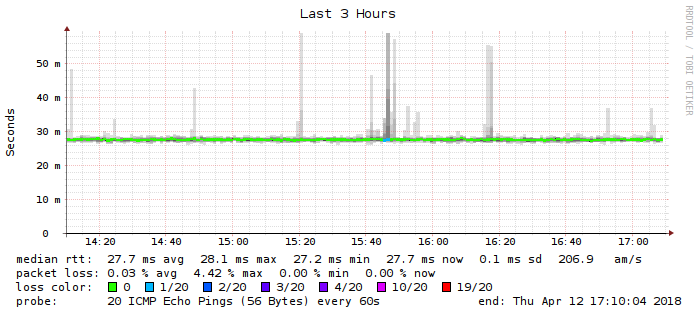 Last 3 Hours
RRDTOOL / TOBI OETIKER
Seconds
50 m
40 m
30 m
20 m
10 m
0
14:20 14:40 15:00 15:20 15:40 16:00 16:20 16:40 17:00
median rtt: 27.7 ms avg 28.1 ms max 27.2 ms min 27.7 ms now 0.1 ms sd 206.9 am/s
packet loss: 0.03 % avg 4.42 % max 0.00 % min 0.00 % now
loss color: 0 1/20 2/20 3/20 4/20 10/20 19/20
probe: 20 ICMP Echo Pings (56 Bytes) every 60s end: Thu Apr 12 17:10:04 2018